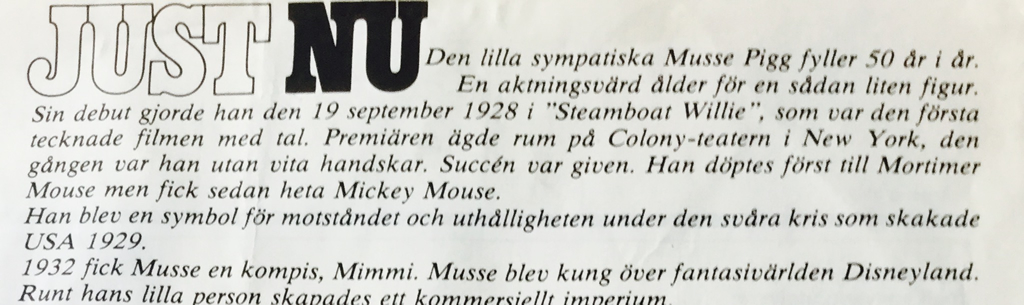 JUST NU
Den lilla sympatiska Musse Pigg fyller 50 år i år.
En aktningsvärd ålder för en sådan liten figur.
Sin debut gjorde han den 19 september 1928 i "Steamboat Willie", som var den första
tecknade filmen med tal. Premiären ägde rum på Colony-teatern i New York, den
gången var han utan vita handskar. Succén var given. Han döptes först till Mortimer
Mouse men fick sedan heta Mickey Mouse.
Han blev en symbol för motståndet och uthålligheten under den svåra kris som skakade
USA 1929.
1932 fick Musse en kompis, Mimmi. Musse blev kung över fantasivärlden Disneyland.
Runt hans lilla person skapades ett kommersiellt imperium.